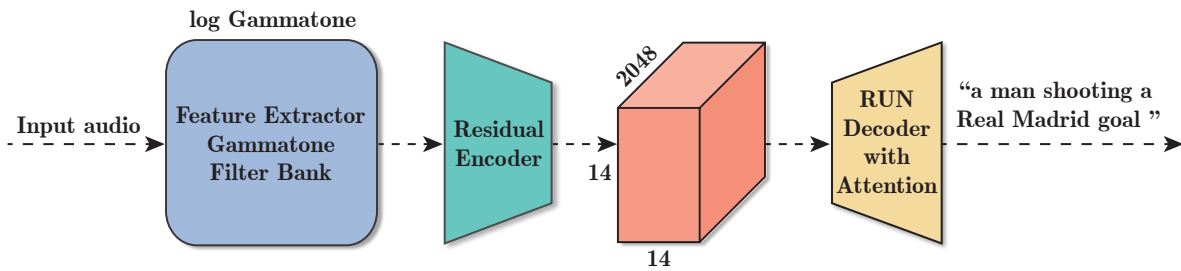 log Gammatone
Input audio
Feature Extractor
Gammatone
Filter Bank
Residual
Encoder
2048
14
14
RUN
Decoder
with
Attention
“a man shooting a
Real Madrid goal ”